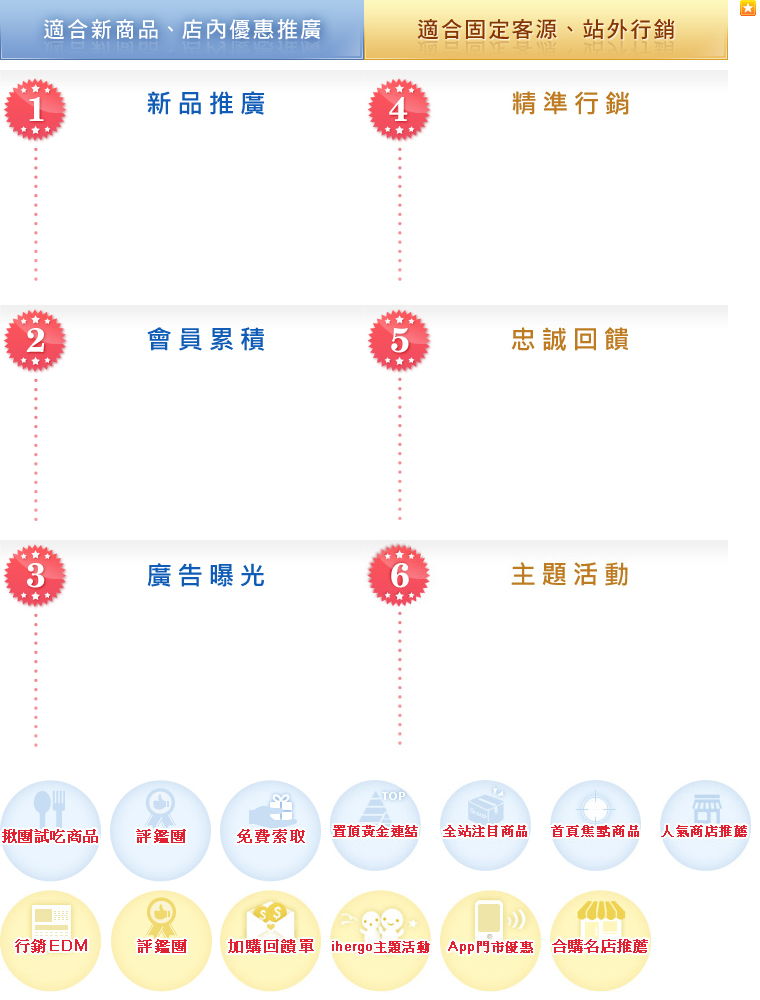 適合新商品、店內優惠推廣
適合固定客源、站外行銷
1
新品推廣
4
精準行銷
2
會員累積
5
忠誠回饋
3
廣告曝光
6
主題活動
TOP
揪團試吃商品
評鑑團
免費索取
置頂黃金連結
全站注目商品
首頁焦點商品
人氣商店推薦
行銷EDM
評鑑團
加購回饋單
ihergo主題活動
App門市優惠
合購名店推薦